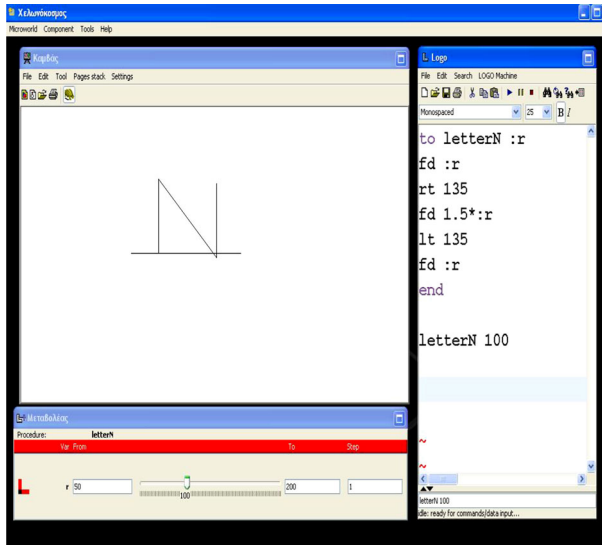 Χελωνόκοσμος
Microworld Component Tools Help
Καμβάς
File Edit Tool Pages stack Settings
Logo
File Edit Search LOGO Machine
Monospaced 25 B I
to letterN :r
fd :r
rt 135
fd 1.5*:r
lt 135
fd :r
end
letterN 100
~
~
letterN 100
idle: ready for commands/data input...
Μεταβολέας
Procedure: letterN
Var From To Step
r 50 100 200 1